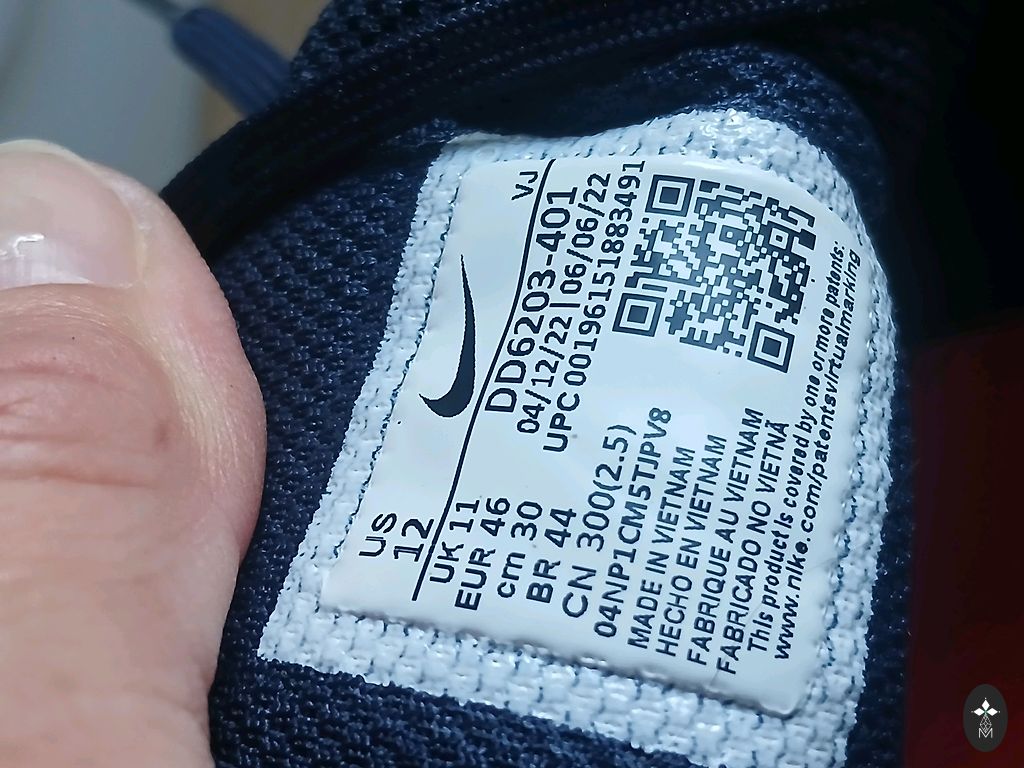 US
12
VJ
UK 11
EUR 46
cm 30
BR 44
CN 300(2.5)
DD6203-401
04/12/22 | 06/06/22
UPC 00196151883491
04NP1CM5TJPV8
MADE IN VIETNAM
HECHO EN VIETNAM
FABRIQUE AU VIETNAM
FABRICADO NO VIETNÃ
This product is covered by one or more patents:
www.nike.com/patentsvirtualmarking
M